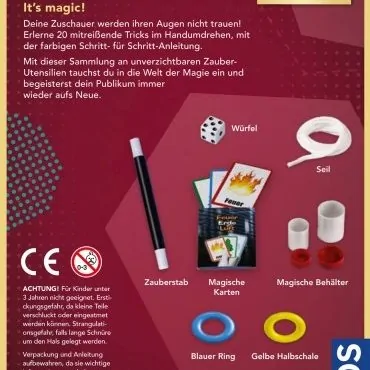 It's magic!
Deine Zuschauer werden ihren Augen nicht trauen!
Erlerne 20 mitreißende Tricks im Handumdrehen, mit
der farbigen Schritt- für Schritt-Anleitung.
Mit dieser Sammlung an unverzichtbaren Zauber-
Utensilien tauchst du in die Welt der Magie ein und
begeisterst dein Publikum immer
wieder aufs Neue.
Würfel
Seil
Feuer
Feuer
Erde
Luft
Zauberstab
Magische
Karten
Magische Behälter
CE
0-3
ACHTUNG! Für Kinder unter
3 Jahren nicht geeignet. Ersti-
ckungsgefahr, da kleine Teile
verschluckt oder eingeatmet
werden können. Strangulati-
onsgefahr, falls lange Schnüre
um den Hals gelegt werden.
Verpackung und Anleitung
aufbewahren, da sie wichtige
Blauer Ring
Gelbe Halbschale
OS